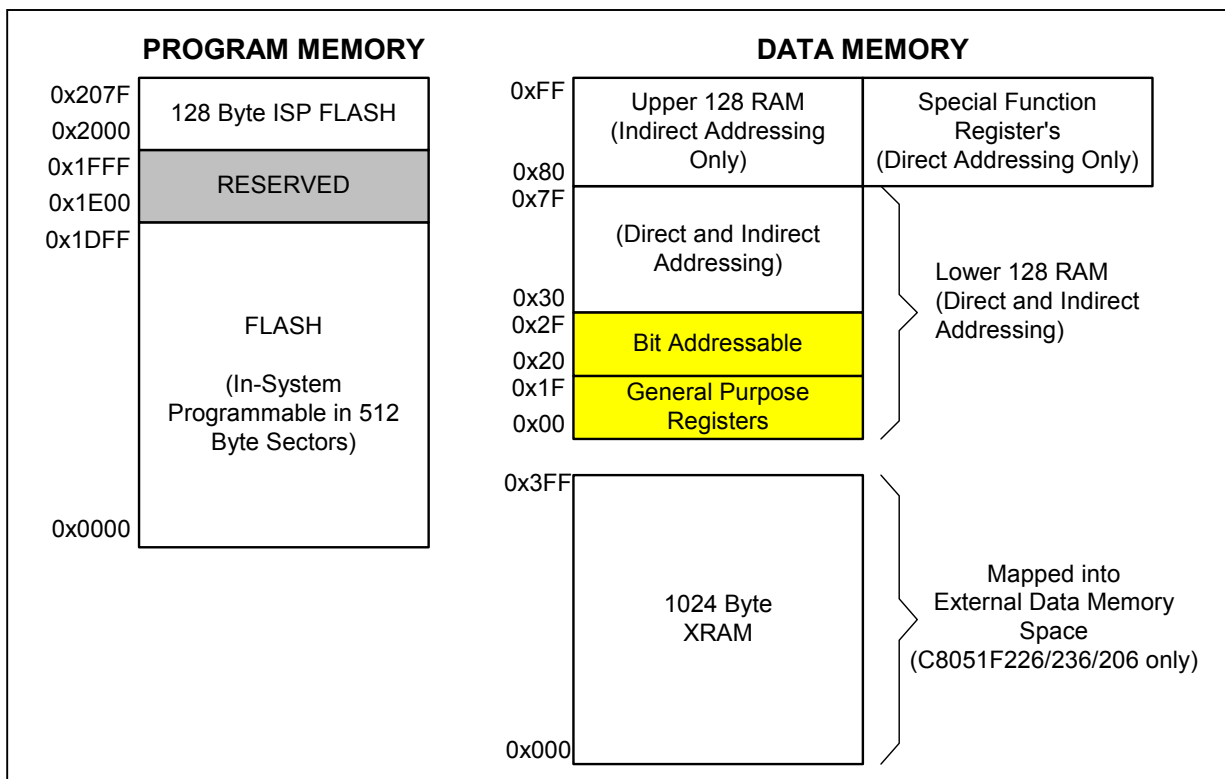 PROGRAM MEMORY
0x207F
128 Byte ISP FLASH
0x2000
0x1FFF
RESERVED
0x1E00
0x1DFF
FLASH
(In-System
Programmable in 512
Byte Sectors)
0x0000
DATA MEMORY
0xFF
Upper 128 RAM
(Indirect Addressing
Only)
0x80
Special Function
Register's
(Direct Addressing Only)
0x7F
(Direct and Indirect
Addressing)
0x30
0x2F
Bit Addressable
0x20
0x1F
General Purpose
Registers
0x00
Lower 128 RAM
(Direct and Indirect
Addressing)
0x3FF
1024 Byte
XRAM
0x000
Mapped into
External Data Memory
Space
(C8051F226/236/206 only)